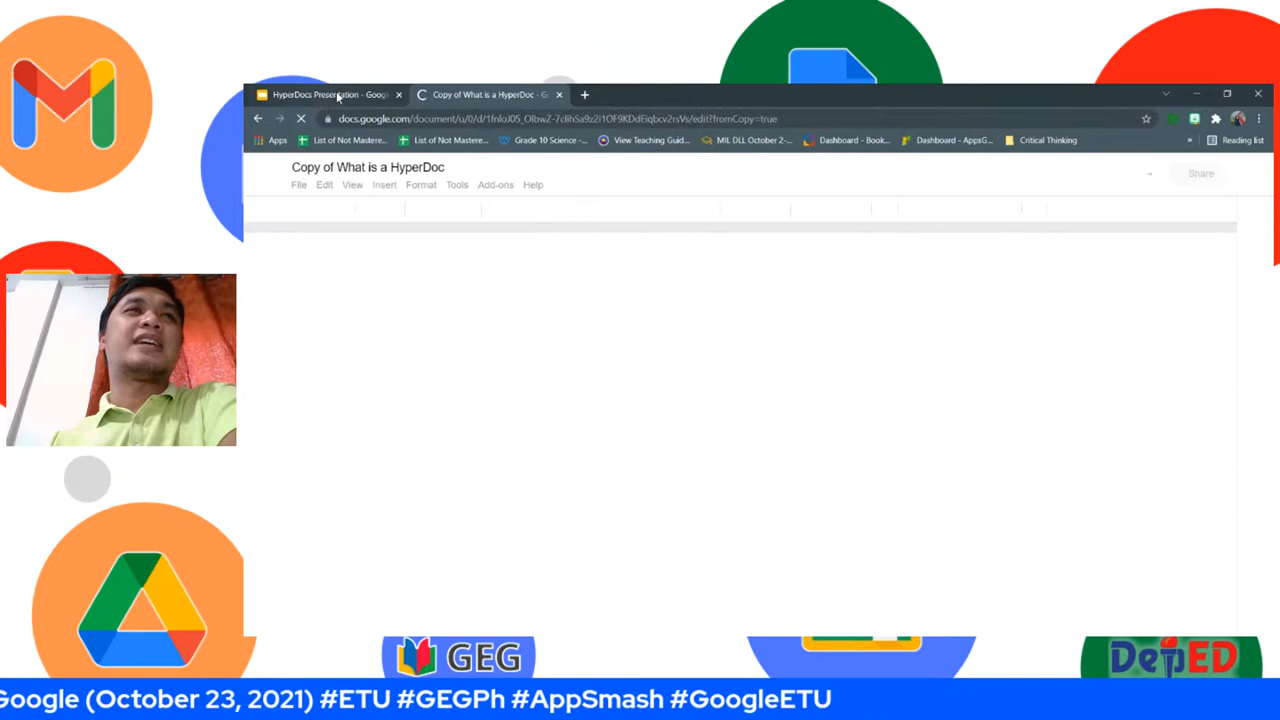 HyperDocs Presentation - Googl
Copy of What is a HyperDoc - G
docs.google.com/document/u/0/d/1fnloJ05_OlbwZ-7cIihSa9z2i1OF9KDdEiqbcv2rsVs/edit?fromCopy=true
Apps
List of Not Mastere...
List of Not Mastere...
Grade 10 Science -...
View Teaching Guid...
MIL DLL October 2-...
Dashboard - Book...
Dashboard - AppsG...
Critical Thinking
»
Reading list
Copy of What is a HyperDoc
File Edit View Insert Format Tools Add-ons Help
Share
GEG
DepED
Google (October 23, 2021) #ETU #GEGPh #AppSmash #GoogleETU